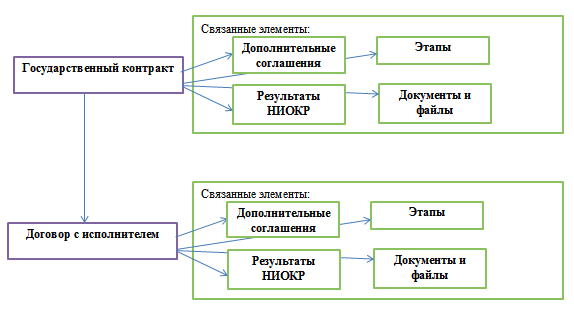 Связанные элементы:
Дополнительные
соглашения
Этапы
Государственный контракт
Результаты
НИОКР
Документы и
файлы
Связанные элементы:
Дополнительные
соглашения
Этапы
Договор с исполнителем
Результаты
НИОКР
Документы и
файлы